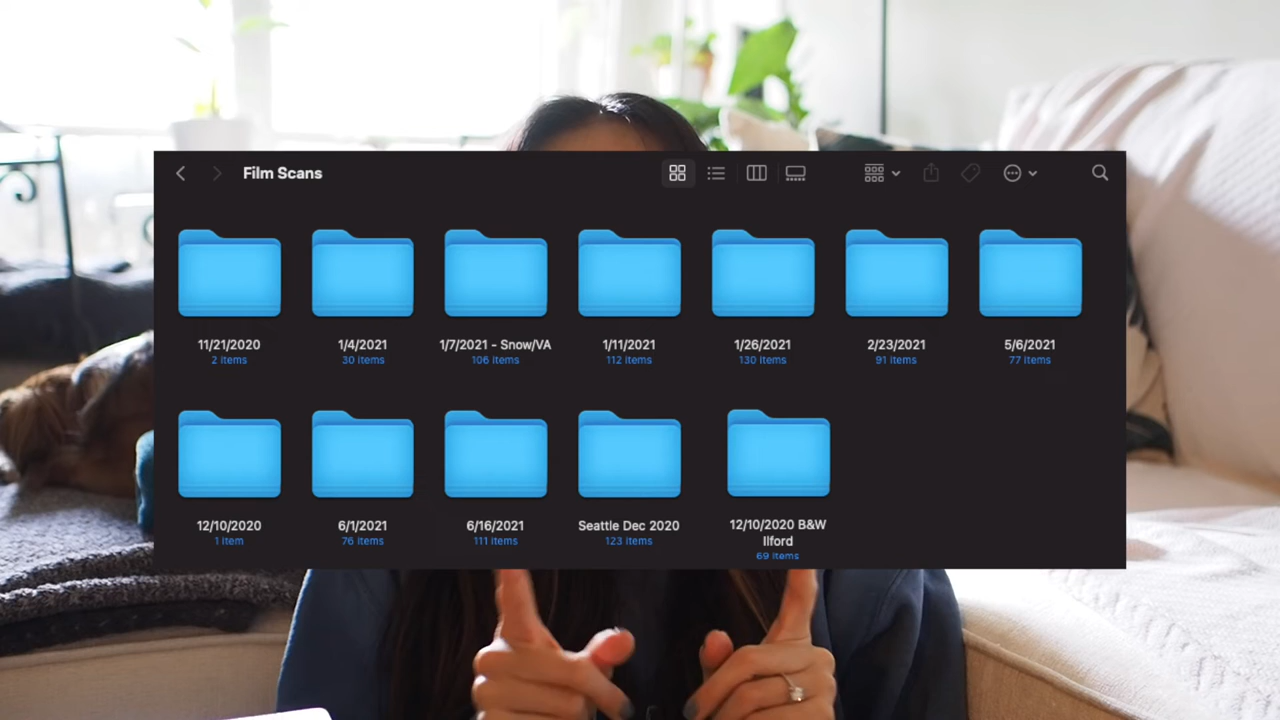 Film Scans
11/21/2020
2 items
1/4/2021
30 items
1/7/2021 - Snow/VA
106 items
1/11/2021
112 items
1/26/2021
130 items
2/23/2021
91 items
5/6/2021
77 items
12/10/2020
1 item
6/1/2021
76 items
6/16/2021
111 items
Seattle Dec 2020
123 items
12/10/2020 B&W
Ilford
69 items